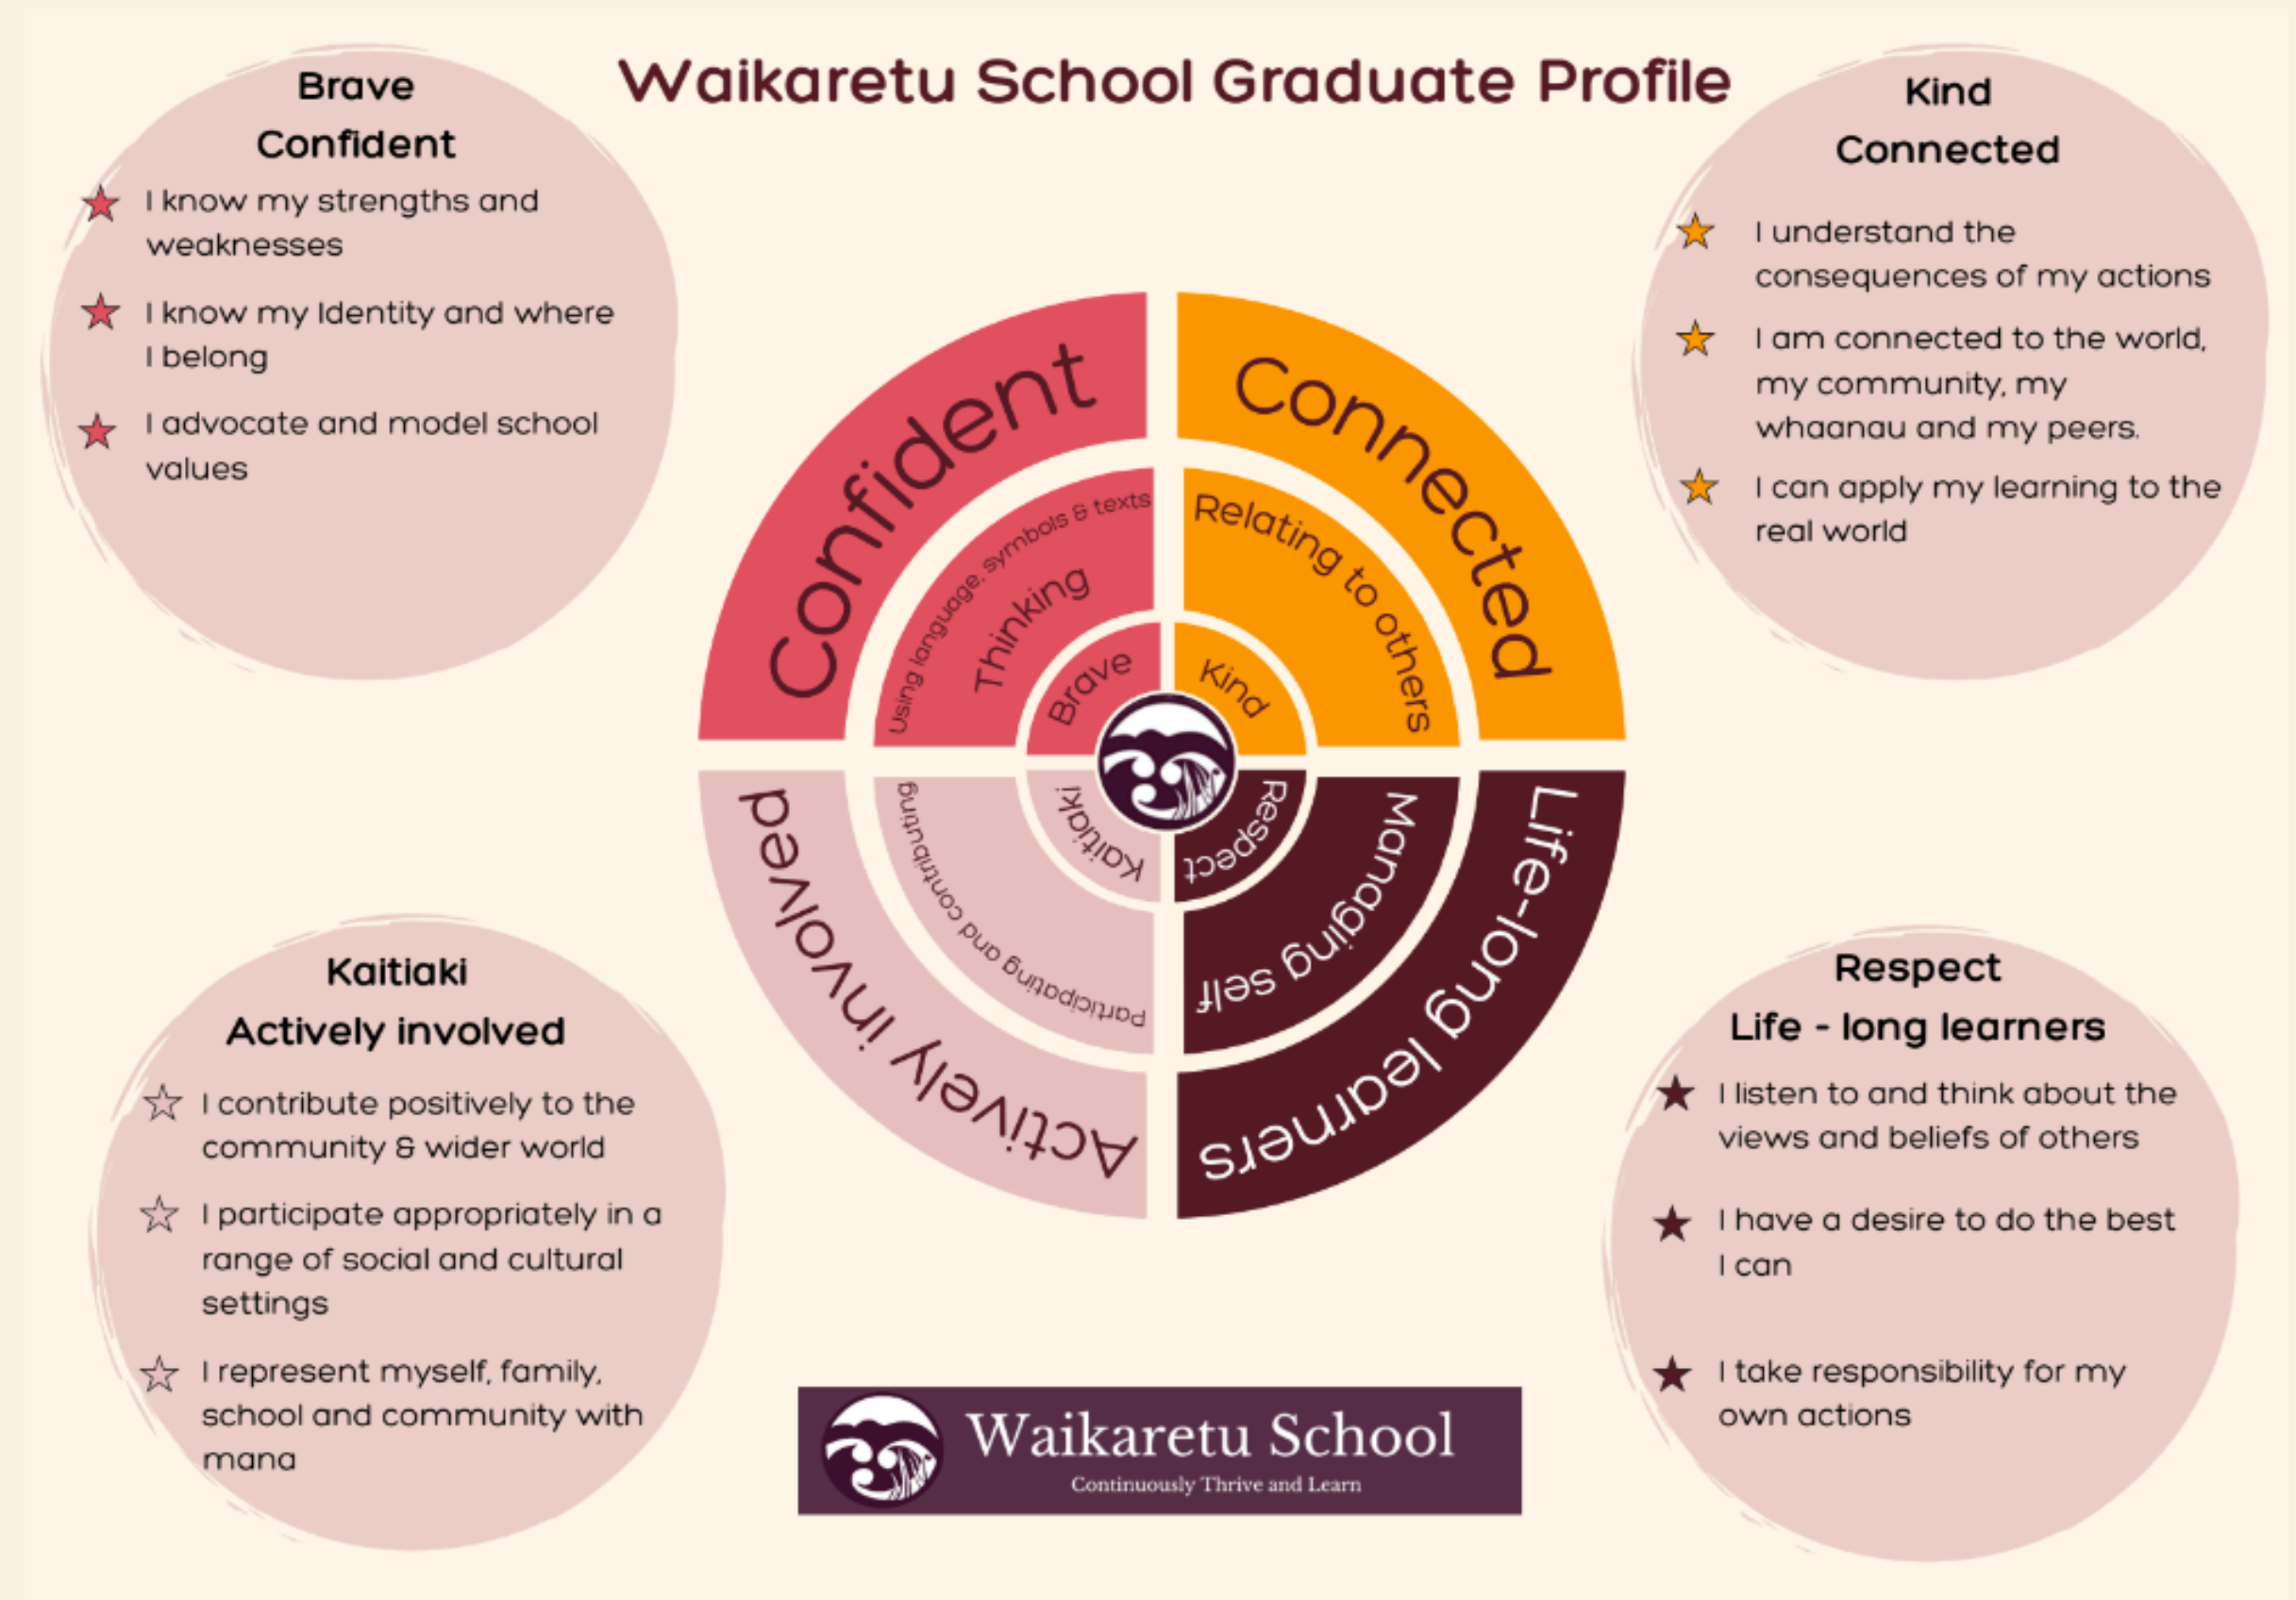 Waikaretu School Graduate Profile
Brave
Confident
I know my strengths and
weaknesses
I know my Identity and where
I belong
I advocate and model school
values
Kind
Connected
I understand the
consequences of my actions
I am connected to the world,
my community, my
whaanau and my peers.
I can apply my learning to the
real world
Confident
Using language, symbols & texts
Thinking
Brave
Connected
Relating to others
Kind
Actively involved
Participating and contributing
Kaitiaki
Life-long learners
Managing self
Respect
Kaitiaki
Actively involved
I contribute positively to the
community & wider world
I participate appropriately in a
range of social and cultural
settings
I represent myself, family,
school and community with
mana
Respect
Life - long learners
I listen to and think about the
views and beliefs of others
I have a desire to do the best
I can
I take responsibility for my
own actions
Waikaretu School
Continuously Thrive and Learn